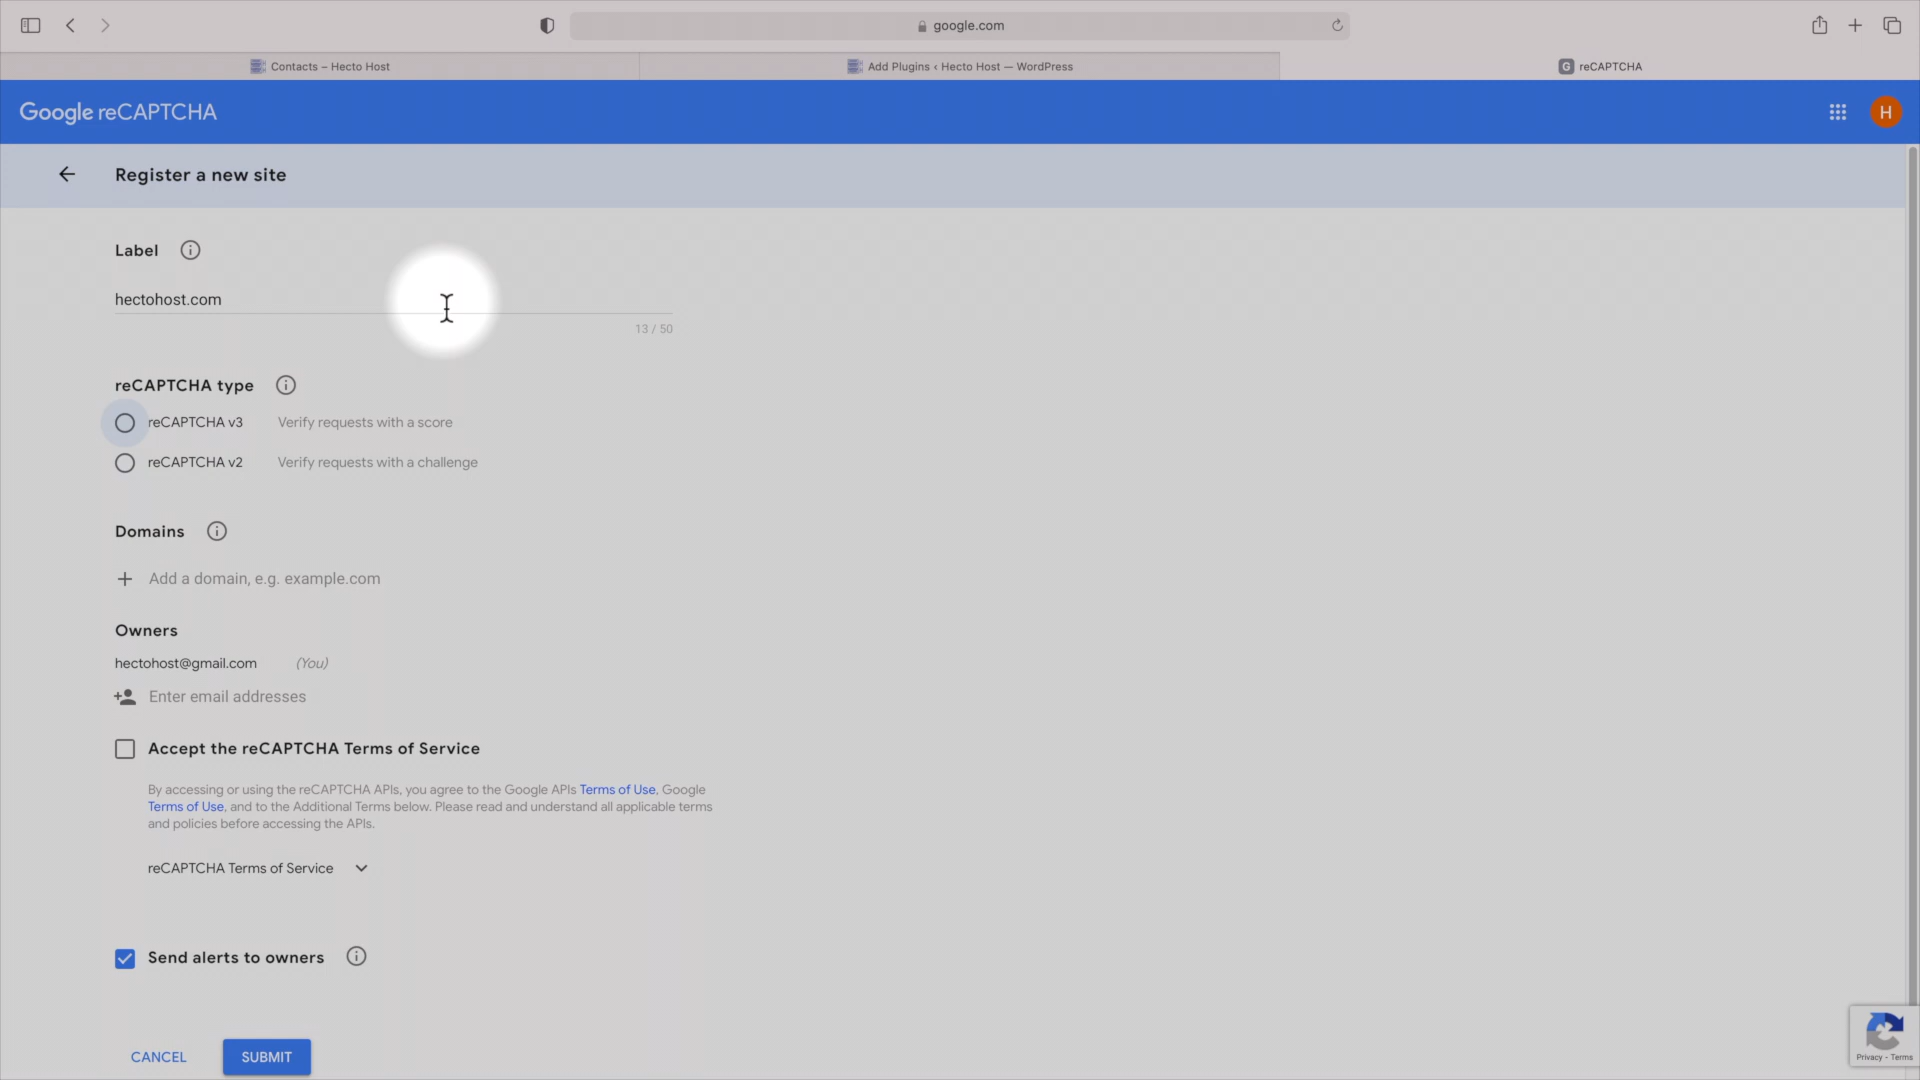 google.com
Contacts – Hecto Host
Add Plugins ‹ Hecto Host — WordPress
G reCAPTCHA
Google reCAPTCHA
H
Register a new site
Label
hectohost.com
13 / 50
reCAPTCHA type
reCAPTCHA v3 Verify requests with a score
reCAPTCHA v2 Verify requests with a challenge
Domains
Add a domain, e.g. example.com
Owners
hectohost@gmail.com (You)
Enter email addresses
Accept the reCAPTCHA Terms of Service
By accessing or using the reCAPTCHA APIs, you agree to the Google APIs Terms of Use, Google
Terms of Use, and to the Additional Terms below. Please read and understand all applicable terms
and policies before accessing the APIs.
reCAPTCHA Terms of Service
Send alerts to owners
CANCEL SUBMIT
Privacy - Terms